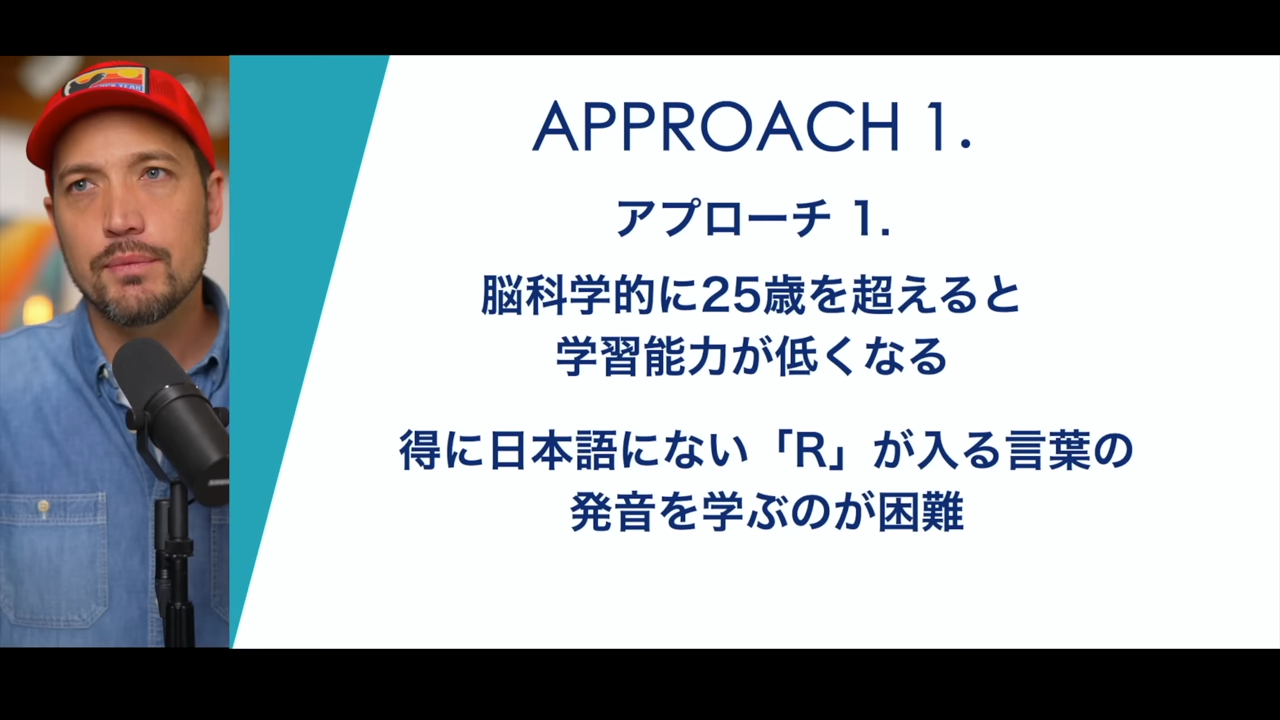 APPROACH 1.
アプローチ 1.
脳科学的に25歳を超えると
学習能力が低くなる
得に日本語にない「R」が入る言葉の
発音を学ぶのが困難